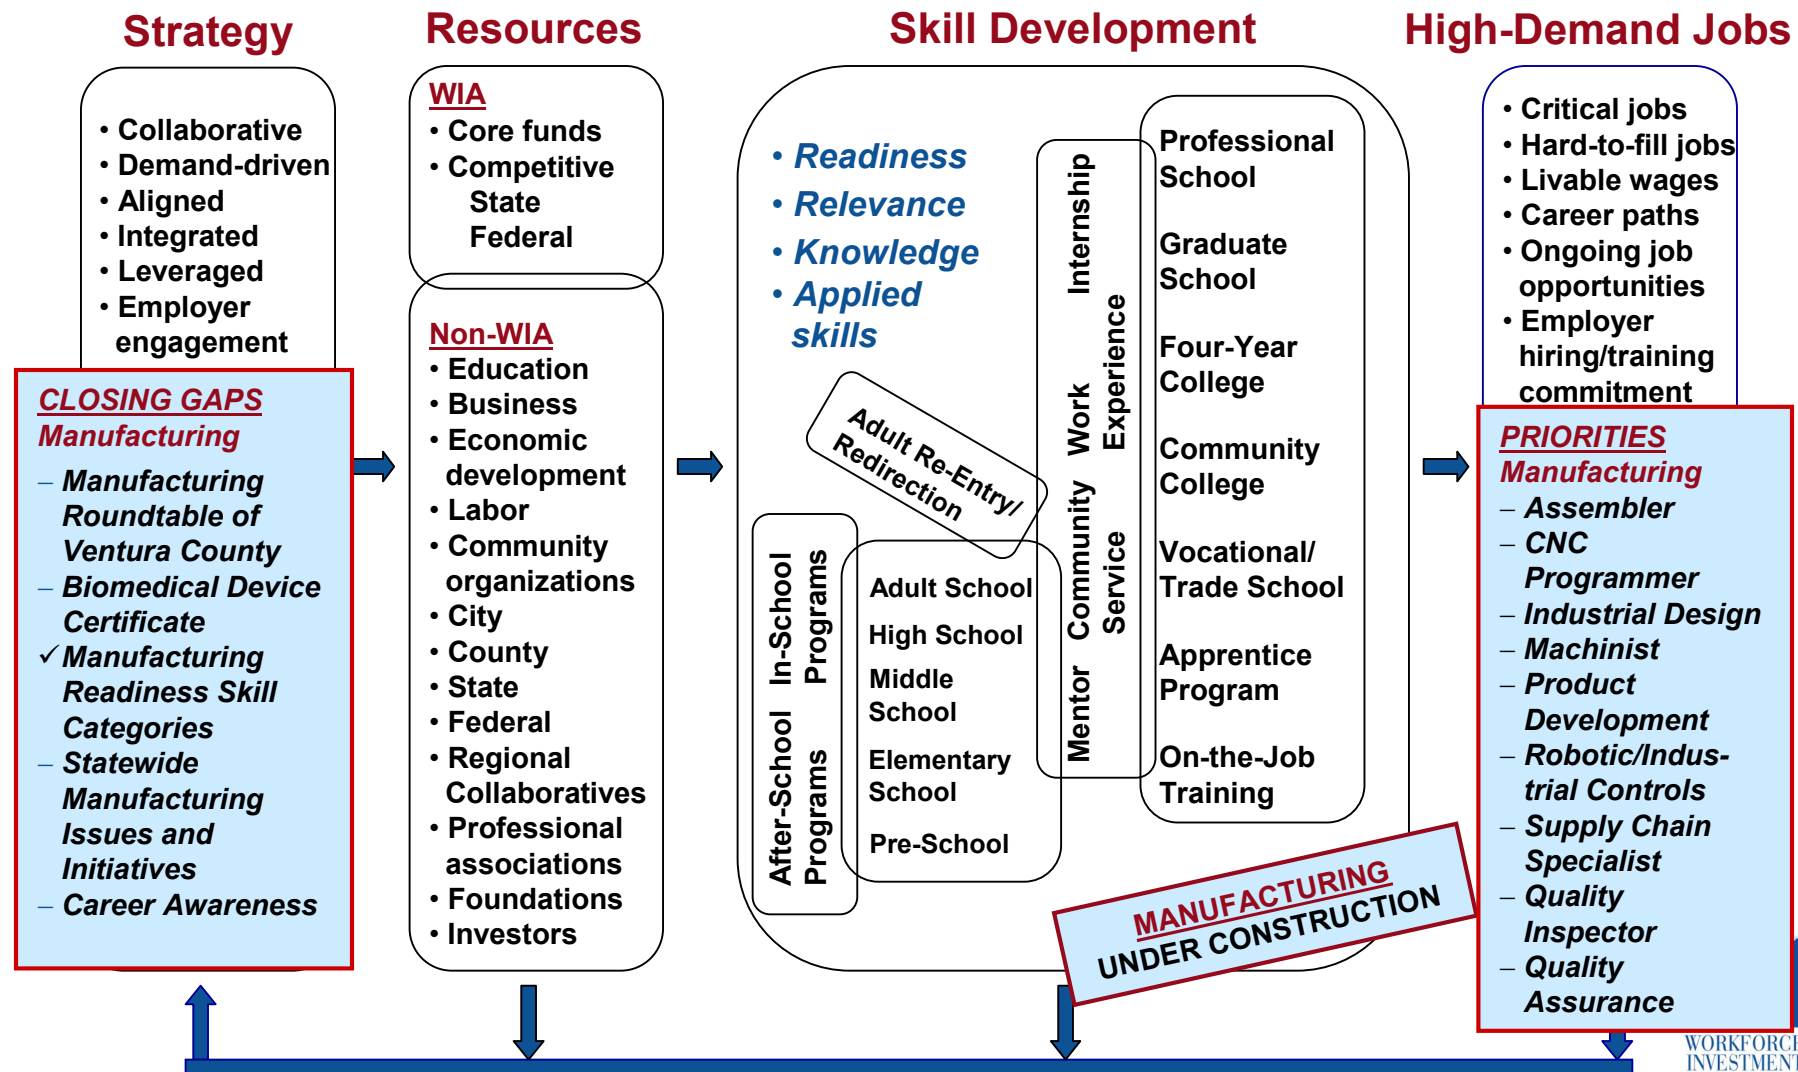 Strategy
• Collaborative
• Demand-driven
• Aligned
• Integrated
• Leveraged
• Employer
engagement
CLOSING GAPS
Manufacturing
– Manufacturing
Roundtable of
Ventura County
– Biomedical Device
Certificate
✓ Manufacturing
Readiness Skill
Categories
– Statewide
Manufacturing
Issues and
Initiatives
– Career Awareness
Resources
WIA
• Core funds
• Competitive
State
Federal
Non-WIA
• Education
• Business
• Economic
development
• Labor
• Community
organizations
• City
• County
• State
• Federal
• Regional
Collaboratives
• Professional
associations
• Foundations
• Investors
Skill Development
• Readiness
• Relevance
• Knowledge
• Applied
skills
Adult Re-Entry/
Redirection
In-School
Programs
After-School
Programs
Adult School
High School
Middle
School
Elementary
School
Pre-School
Internship
Work
Experience
Community
Service
Mentor
Professional
School
Graduate
School
Four-Year
College
Community
College
Vocational/
Trade School
Apprentice
Program
On-the-Job
Training
MANUFACTURING
UNDER CONSTRUCTION
High-Demand Jobs
• Critical jobs
• Hard-to-fill jobs
• Livable wages
• Career paths
• Ongoing job
opportunities
• Employer
hiring/training
commitment
PRIORITIES
Manufacturing
– Assembler
– CNC
Programmer
– Industrial Design
– Machinist
– Product
Development
– Robotic/Indus-
trial Controls
– Supply Chain
Specialist
– Quality
Inspector
– Quality
Assurance
WORKFORCE
INVESTMENT